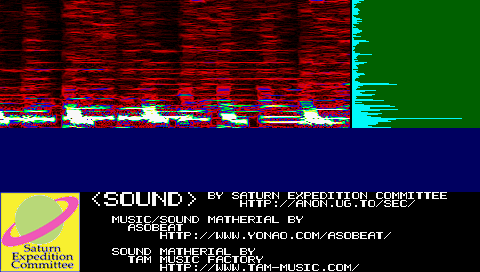 <SOUND> BY SATURN EXPEDITION COMMITTEE
HTTP://ANON.UG.TO/SEC/
MUSIC/SOUND MATHERIAL BY
ASOBEAT
HTTP://WWW.YONAO.COM/ASOBEAT/
SOUND MATHERIAL BY
TAM MUSIC FACTORY
HTTP://WWW.TAM-MUSIC.COM/
Saturn
Expedition
Committee